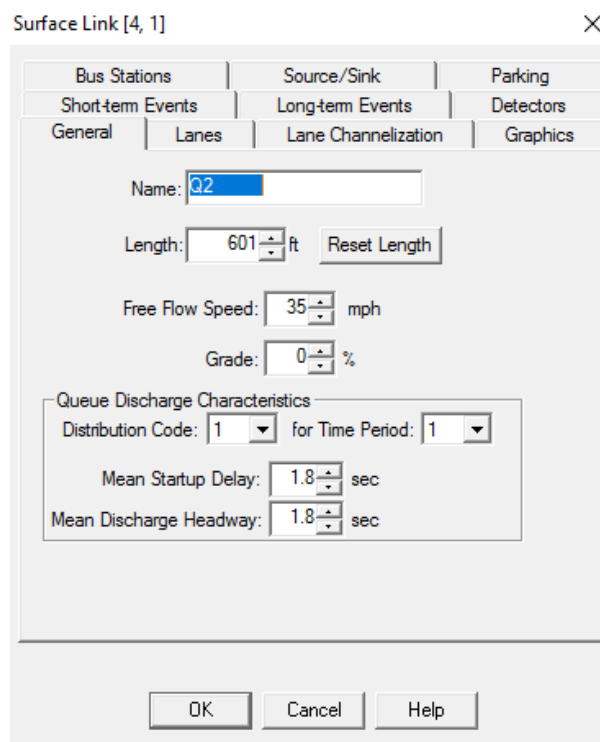 Surface Link [4, 1]
Bus Stations Source/Sink Parking
Short-term Events Long-term Events Detectors
General Lanes Lane Channelization Graphics
Name: Q2
Length: 601 ft Reset Length
Free Flow Speed: 35 mph
Grade: 0 %
Queue Discharge Characteristics
Distribution Code: 1 for Time Period: 1
Mean Startup Delay: 1.8 sec
Mean Discharge Headway: 1.8 sec
OK Cancel Help